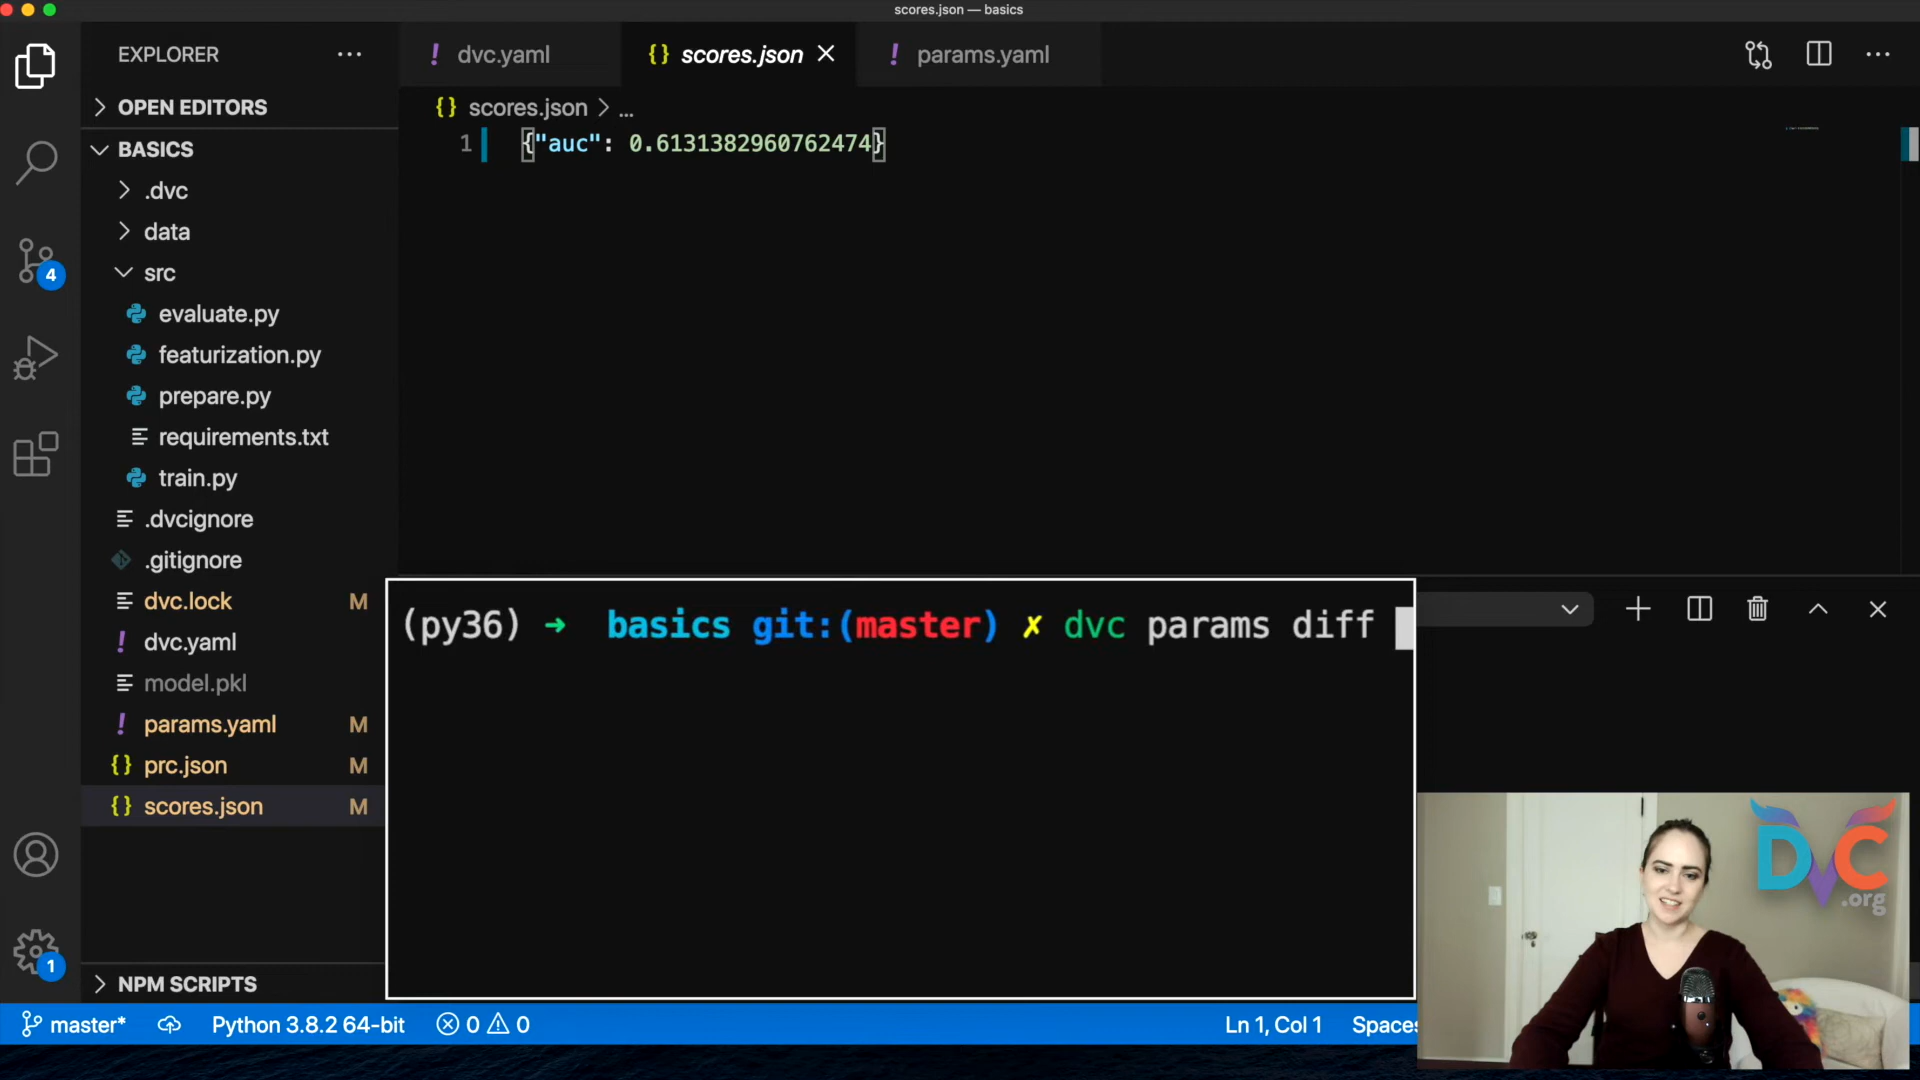 scores.json — basics
EXPLORER
dvc.yaml
scores.json
params.yaml
OPEN EDITORS
scores.json > ...
BASICS
1 {"auc": 0.6131382960762474}
.dvc
data
src
4
evaluate.py
featurization.py
prepare.py
requirements.txt
train.py
.dvcignore
.gitignore
dvc.lock M
(py36) ➜ basics git:(master) ✗ dvc params diff
dvc.yaml
model.pkl
params.yaml M
prc.json M
scores.json M
DVC
.org
1
NPM SCRIPTS
master* Python 3.8.2 64-bit 0 0 Ln 1, Col 1 Spaces